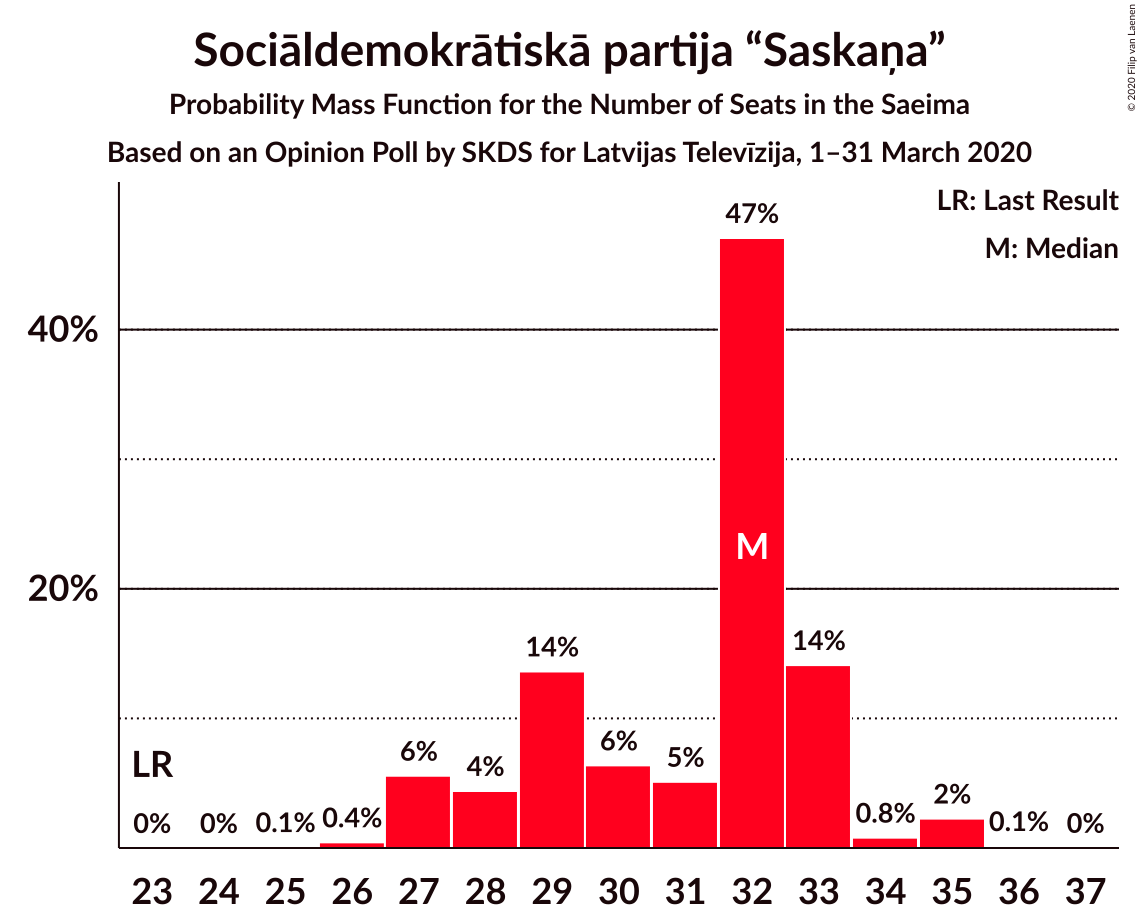 Sociāldemokrātiskā partija “Saskaņa”
Probability Mass Function for the Number of Seats in the Saeima
Based on an Opinion Poll by SKDS for Latvijas Televīzija, 1–31 March 2020
© 2020 Filip van Laenen
LR: Last Result
M: Median
40%
20%
47%
M
14%
14%
LR
6%
4%
6%
5%
0%
0%
0.1%
0.4%
0.8%
2%
0.1%
0%
23 24 25 26 27 28 29 30 31 32 33 34 35 36 37